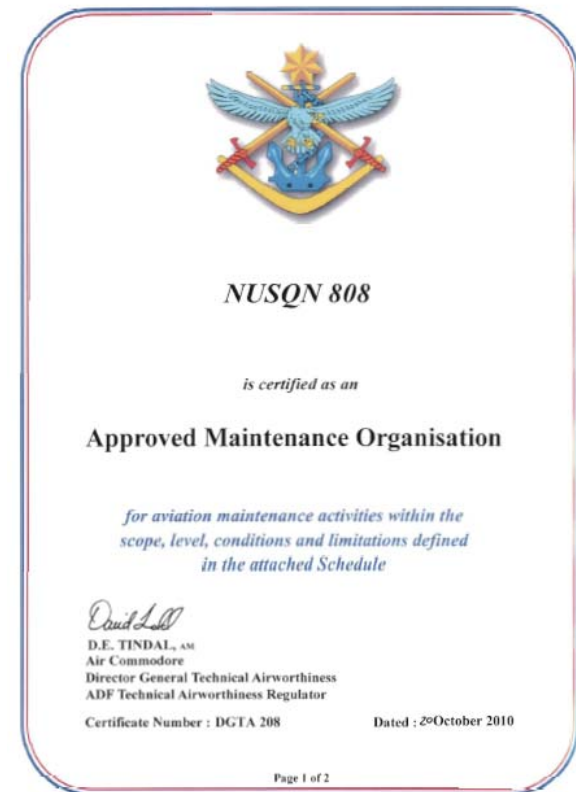 NUSQN 808
is certified as an
Approved Maintenance Organisation
for aviation maintenance activities within the
scope, level, conditions and limitations defined
in the attached Schedule
D.E. TINDAL, AM
Air Commodore
Director General Technical Airworthiness
ADF Technical Airworthiness Regulator
Certificate Number : DGTA 208 Dated : 20 October 2010
Page 1 of 2